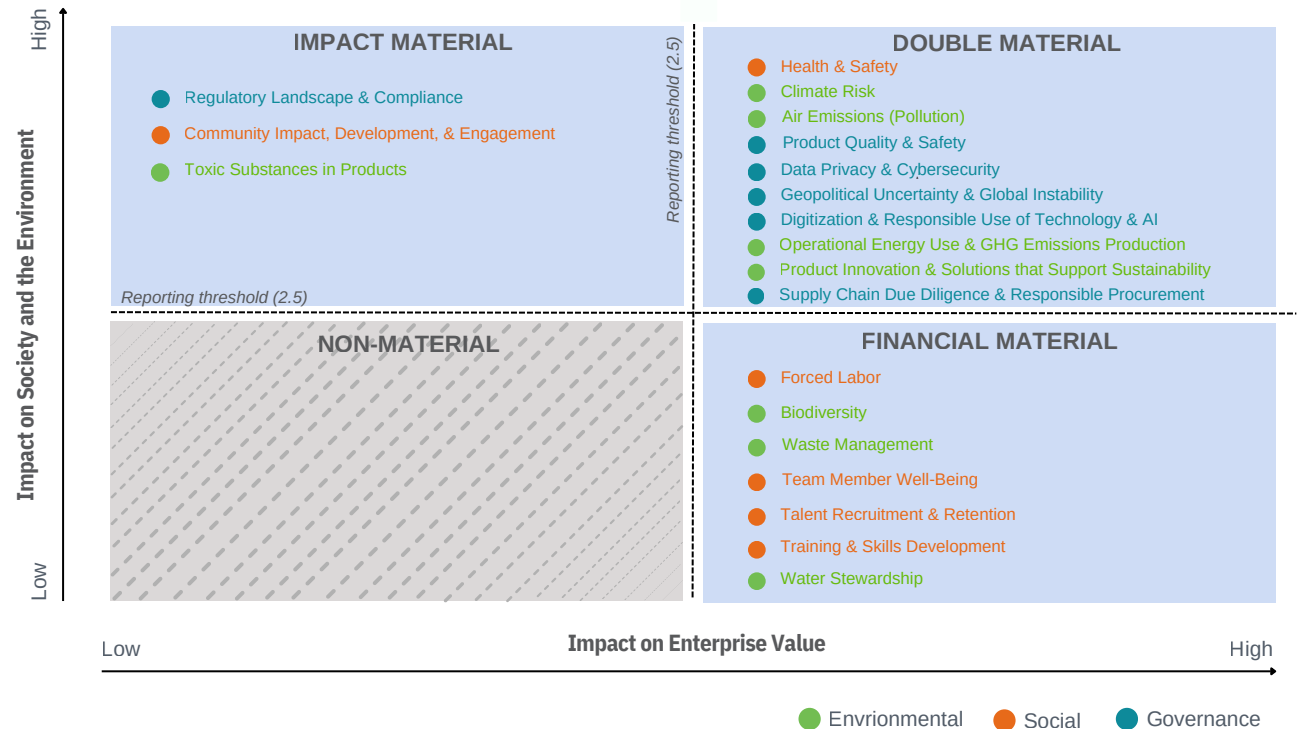 High
Impact on Society and the Environment
Low
IMPACT MATERIAL
Regulatory Landscape & Compliance
Community Impact, Development, & Engagement
Toxic Substances in Products
Reporting threshold (2.5)
Reporting threshold (2.5)
DOUBLE MATERIAL
Health & Safety
Climate Risk
Air Emissions (Pollution)
Product Quality & Safety
Data Privacy & Cybersecurity
Geopolitical Uncertainty & Global Instability
Digitization & Responsible Use of Technology & AI
Operational Energy Use & GHG Emissions Production
Product Innovation & Solutions that Support Sustainability
Supply Chain Due Diligence & Responsible Procurement
NON-MATERIAL
FINANCIAL MATERIAL
Forced Labor
Biodiversity
Waste Management
Team Member Well-Being
Talent Recruitment & Retention
Training & Skills Development
Water Stewardship
Low
Impact on Enterprise Value
High
Envrionmental
Social
Governance